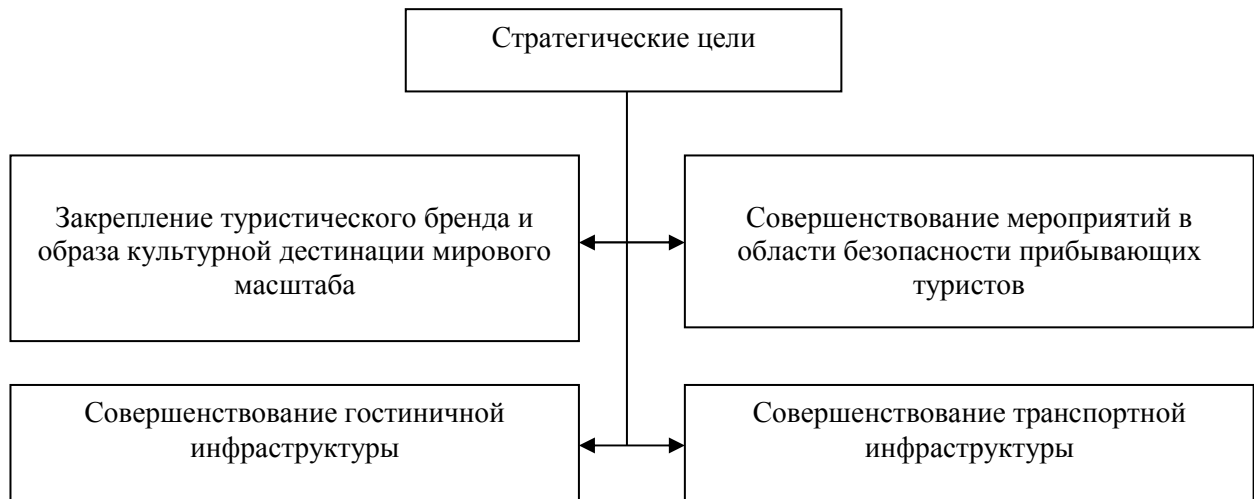 Стратегические цели
Закрепление туристического бренда и
образа культурной дестинации мирового
масштаба
Совершенствование мероприятий в
области безопасности прибывающих
туристов
Совершенствование гостиничной
инфраструктуры
Совершенствование транспортной
инфраструктуры